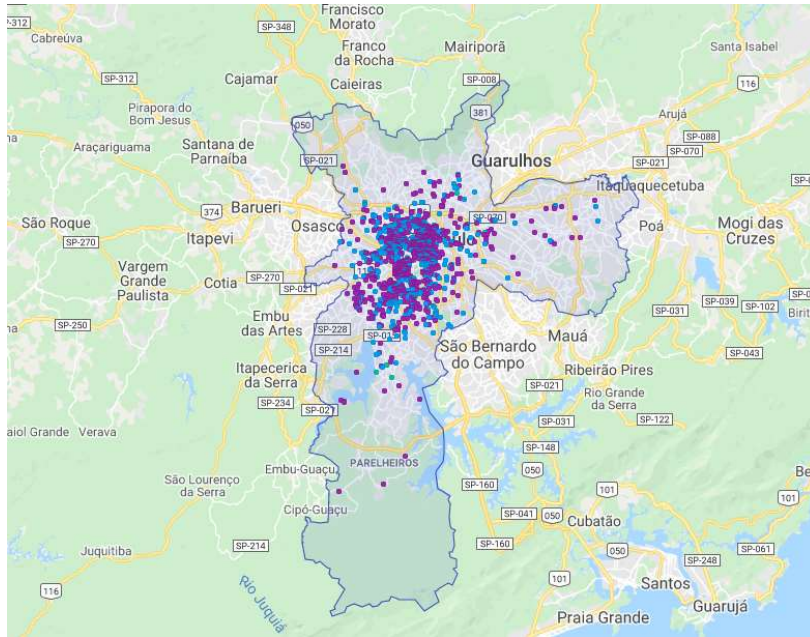 Francisco
Morato
SP-312
Cabreúva
SP-348
Franco
da Rocha
Mairiporã
Santa Isabel
SP-312
Cajamar
Caieiras
SP-008
116
Pirapora do
Bom Jesus
381
Arujá
050
SP-088
Araçariguama
Santana de
Parnaíba
SP-021
Guarulhos
SP-070
SP-021
Itaquaquecetuba
Barueri
374
São Roque
Osasco
SP-070
Poá
Mogi das
Cruzes
SP-270
Itapevi
Vargem
Grande
Paulista
Cotia
SP-270
SP-021
SP-039
SP-102
SP-031
Embu
das Artes
SP-250
SP-228
SP-214
São Bernardo
do Campo
Mauá
SP-043
Itapecerica
da Serra
Ribeirão Pires
SP-021
Rio Grande
da Serra
SP-234
SP-021
SP-031
SP-122
Verava
SP-148
PARELHEIROS
Embu-Guaçu
050
São Lourenço
da Serra
SP-160
101
Cipó-Guaçu
SP-041
050
101
Cubatão
SP-214
SP-160
Juquitiba
050
SP-248
SP-061
101
116
Rio Juquiá
Santos
Guarujá
Praia Grande